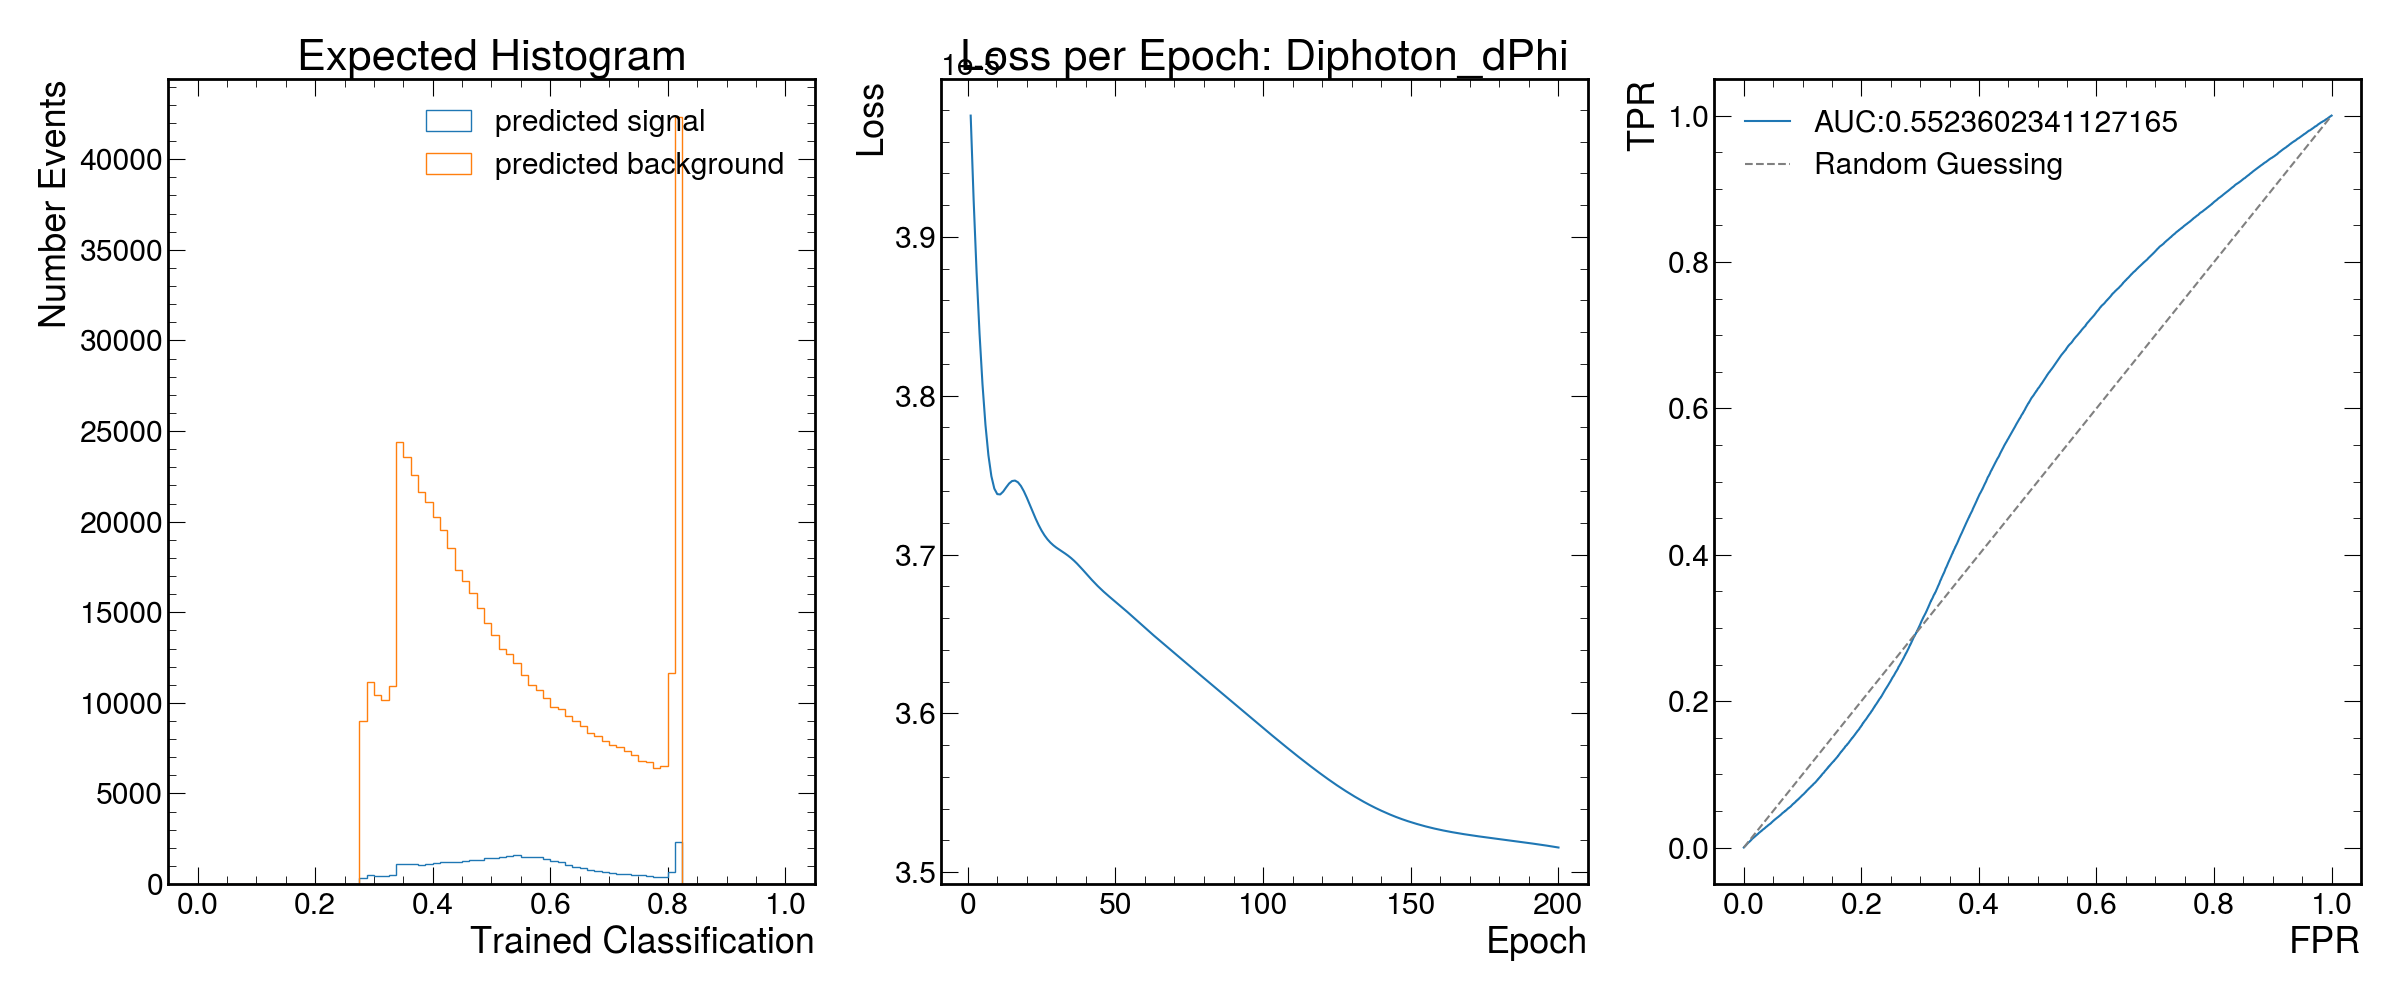 Expected Histogram
Number Events
predicted signal
predicted background
40000
35000
30000
25000
20000
15000
10000
5000
0
0.0 0.2 0.4 0.6 0.8 1.0
Trained Classification
Loss per Epoch: Diphoton_dPhi
1e-5
Loss
3.9
3.8
3.7
3.6
3.5
0 50 100 150 200
Epoch
TPR
AUC:0.5523602341127165
Random Guessing
1.0
0.8
0.6
0.4
0.2
0.0
0.0 0.2 0.4 0.6 0.8 1.0
FPR